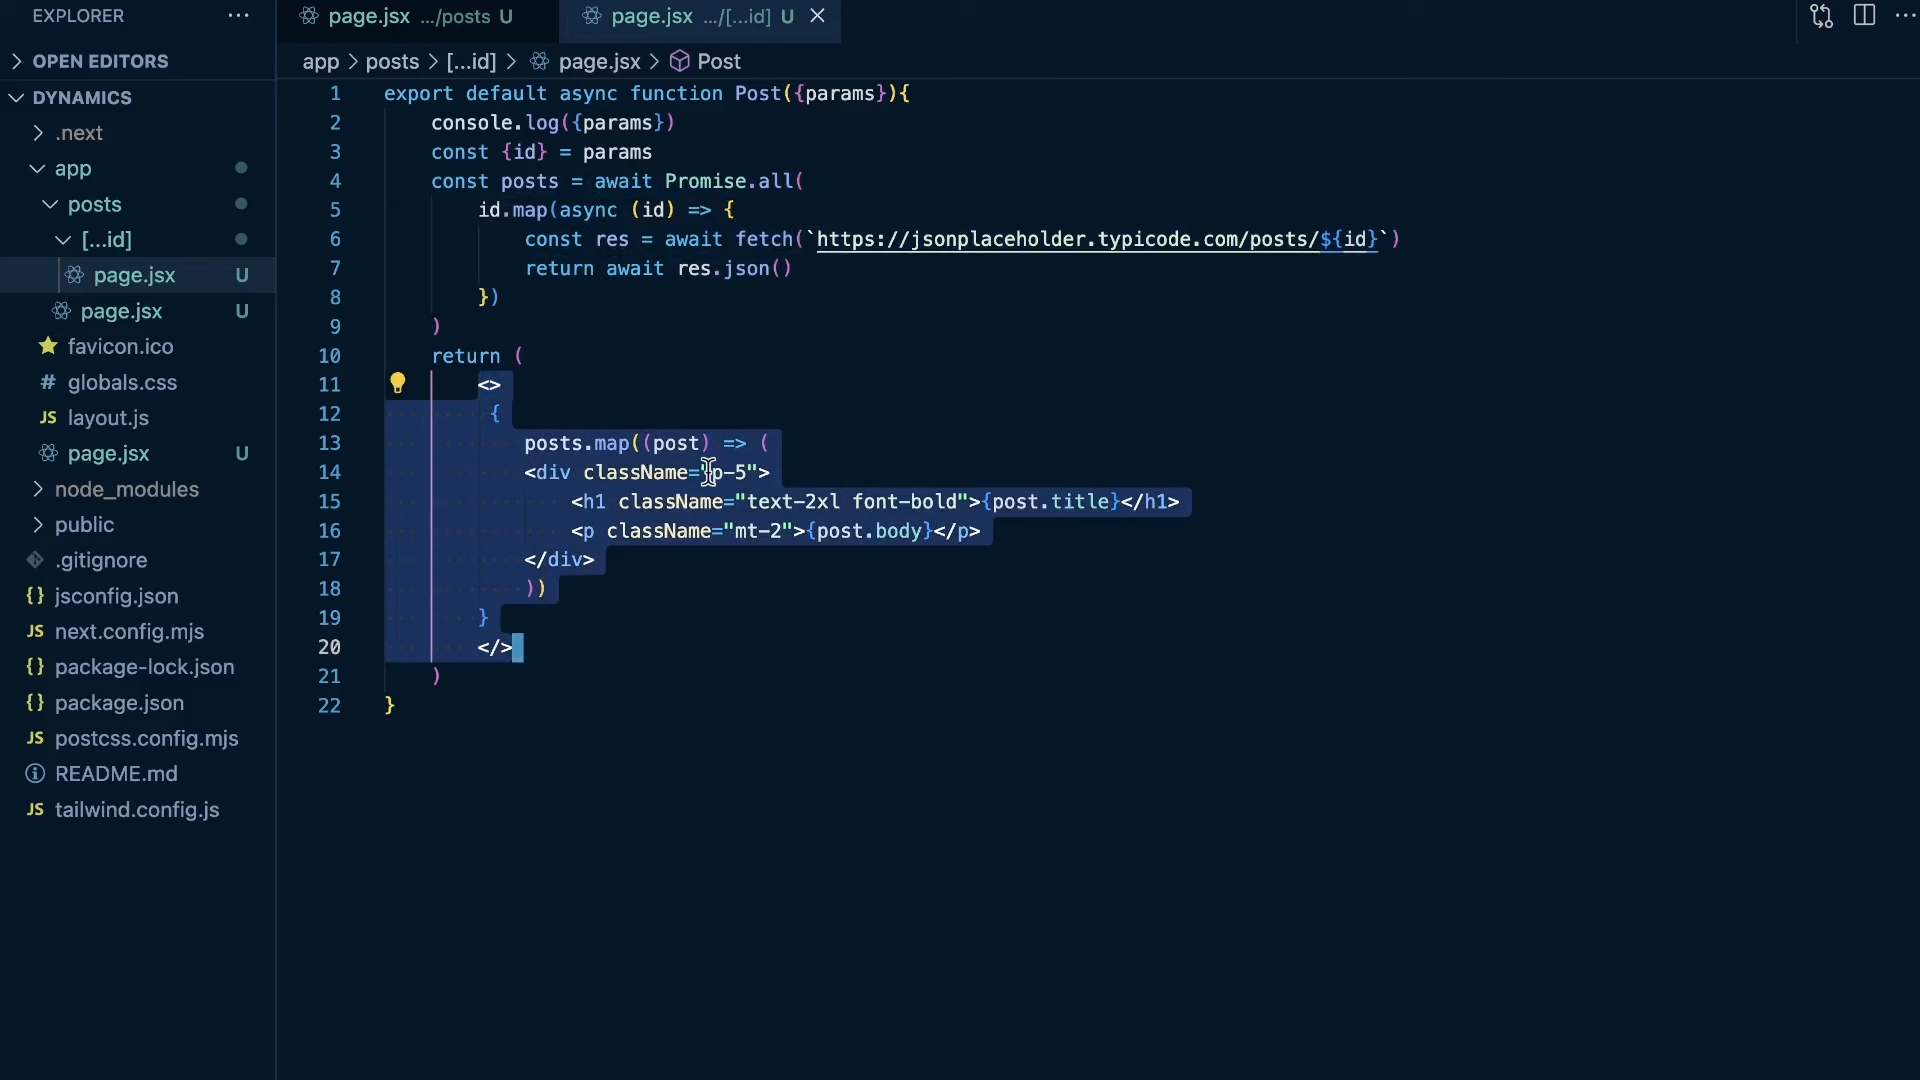 EXPLORER
OPEN EDITORS
DYNAMICS
.next
app
posts
[...id]
page.jsx U
page.jsx U
favicon.ico
# globals.css
JS layout.js
page.jsx U
node_modules
public
.gitignore
{} jsconfig.json
JS next.config.mjs
{} package-lock.json
{} package.json
JS postcss.config.mjs
README.md
JS tailwind.config.js
page.jsx .../posts U
page.jsx .../[...id] U
app > posts > [...id] > page.jsx > Post
1 export default async function Post({params}){
2 console.log({params})
3 const {id} = params
4 const posts = await Promise.all(
5 id.map(async (id) => {
6 const res = await fetch(`https://jsonplaceholder.typicode.com/posts/${id}`)
7 return await res.json()
8 })
9 )
10 return (
11 <>
12 {
13 posts.map((post) => (
14 <div className="p-5">
15 <h1 className="text-2xl font-bold">{post.title}</h1>
16 <p className="mt-2">{post.body}</p>
17 </div>
18 ))
19 }
20 </>
21 )
22 }